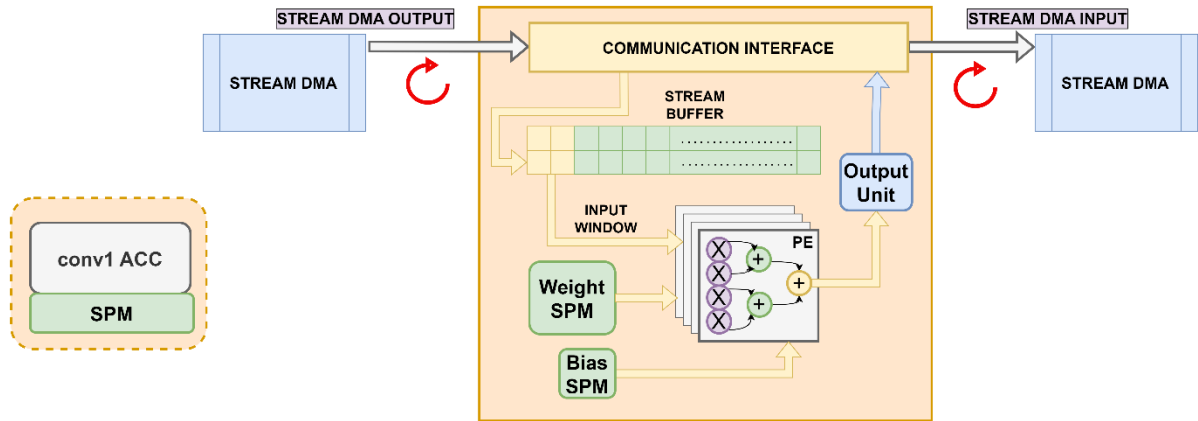 STREAM DMA OUTPUT
STREAM DMA INPUT
STREAM DMA
COMMUNICATION INTERFACE
STREAM DMA
STREAM
BUFFER
Output
Unit
INPUT
WINDOW
PE
X
X
X
X
+
+
+
conv1 ACC
SPM
Weight
SPM
Bias
SPM